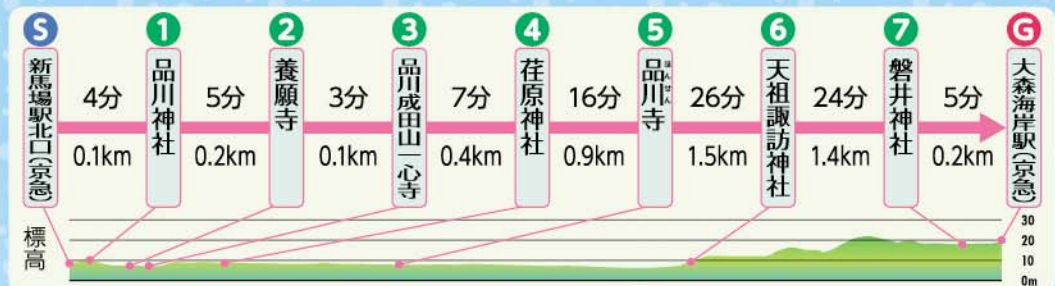 S
1
2
3
4
5
6
7
G
新馬場駅北口(京急)
4分
0.1km
品川神社
5分
0.2km
養願寺
3分
0.1km
品川成田山一心寺
7分
0.4km
荏原神社
16分
0.9km
品川寺
ほんせん
26分
1.5km
天祖諏訪神社
24分
1.4km
磐井神社
5分
0.2km
大森海岸駅(京急)
標高
30
20
10
0m